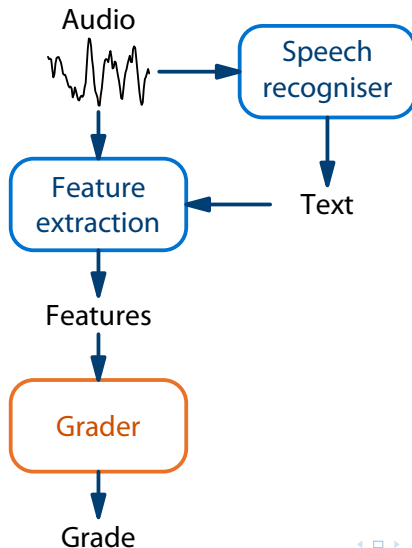 Audio
Speech
recogniser
Feature
extraction
Text
Features
Grader
Grade